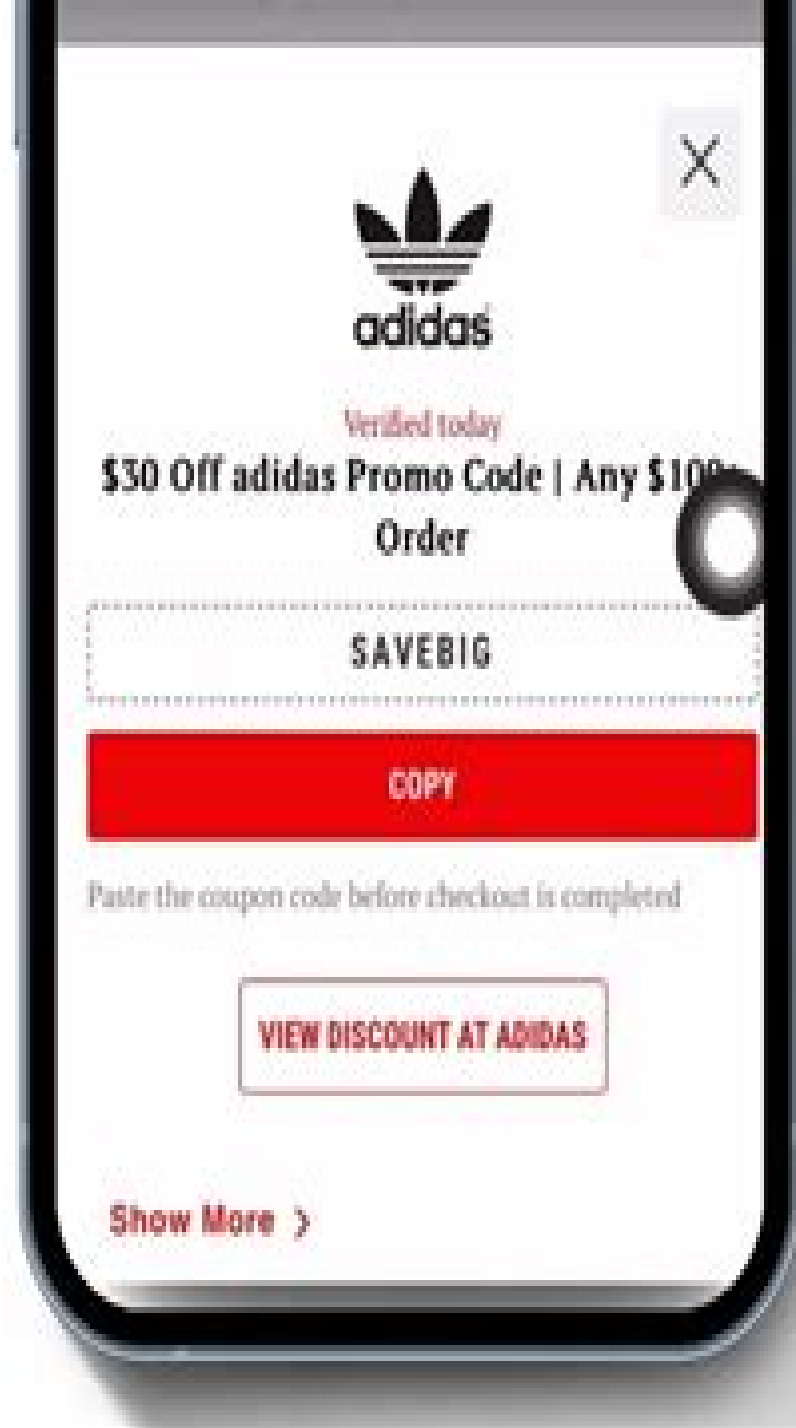 adidas
Verified today
$30 Off adidas Promo Code | Any $100+
Order
SAVEBIG
COPY
Paste the coupon code before checkout is completed
VIEW DISCOUNT AT ADIDAS
Show More >